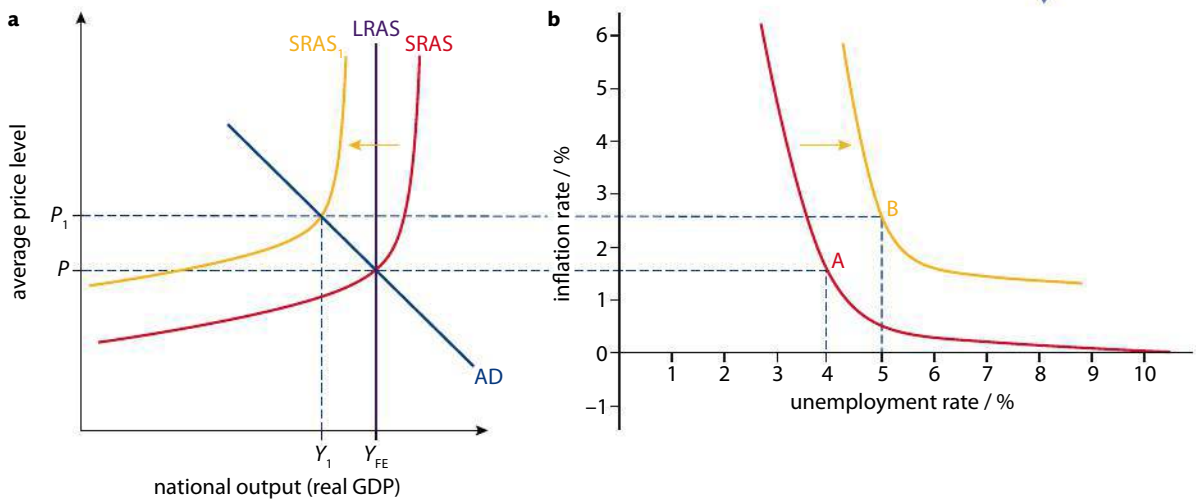 a
average price level
SRAS₁
LRAS
SRAS
P₁
P
AD
Y₁
Y_FE
national output (real GDP)
b
inflation rate / %
6
5
4
3
2
1
0
−1
B
A
1 2 3 4 5 6 7 8 9 10
unemployment rate / %